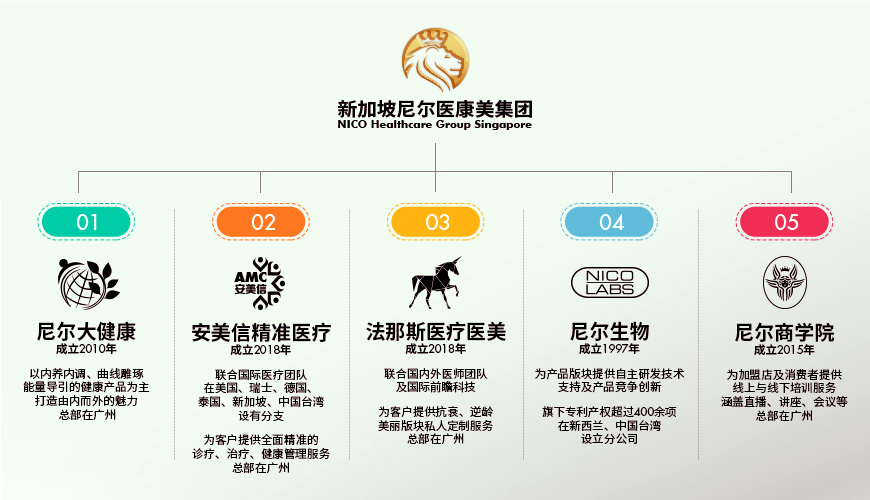 新加坡尼尔医康美集团
NICO Healthcare Group Singapore
01
尼尔大健康
成立2010年
以内养内调、曲线雕琢
能量导引的健康产品为主
打造由内而外的魅力
总部在广州
02
AMC
安美信
安美信精准医疗
成立2018年
联合国际医疗团队
在美国、瑞士、德国、
泰国、新加坡、中国台湾
设有分支
为客户提供全面精准的
诊疗、治疗、健康管理服务
总部在广州
03
法那斯医疗医美
成立2018年
联合国内外医师团队
及国际前瞻科技
为客户提供抗衰、逆龄
美丽版块私人定制服务
总部在广州
04
NICO
LABS
尼尔生物
成立1997年
为产品版块提供自主研发技术
支持及产品竞争创新
旗下专利产权超过400余项
在新西兰、中国台湾
设立分公司
05
尼尔商学院
成立2015年
为加盟店及消费者提供
线上与线下培训服务
涵盖直播、讲座、会议等
总部在广州